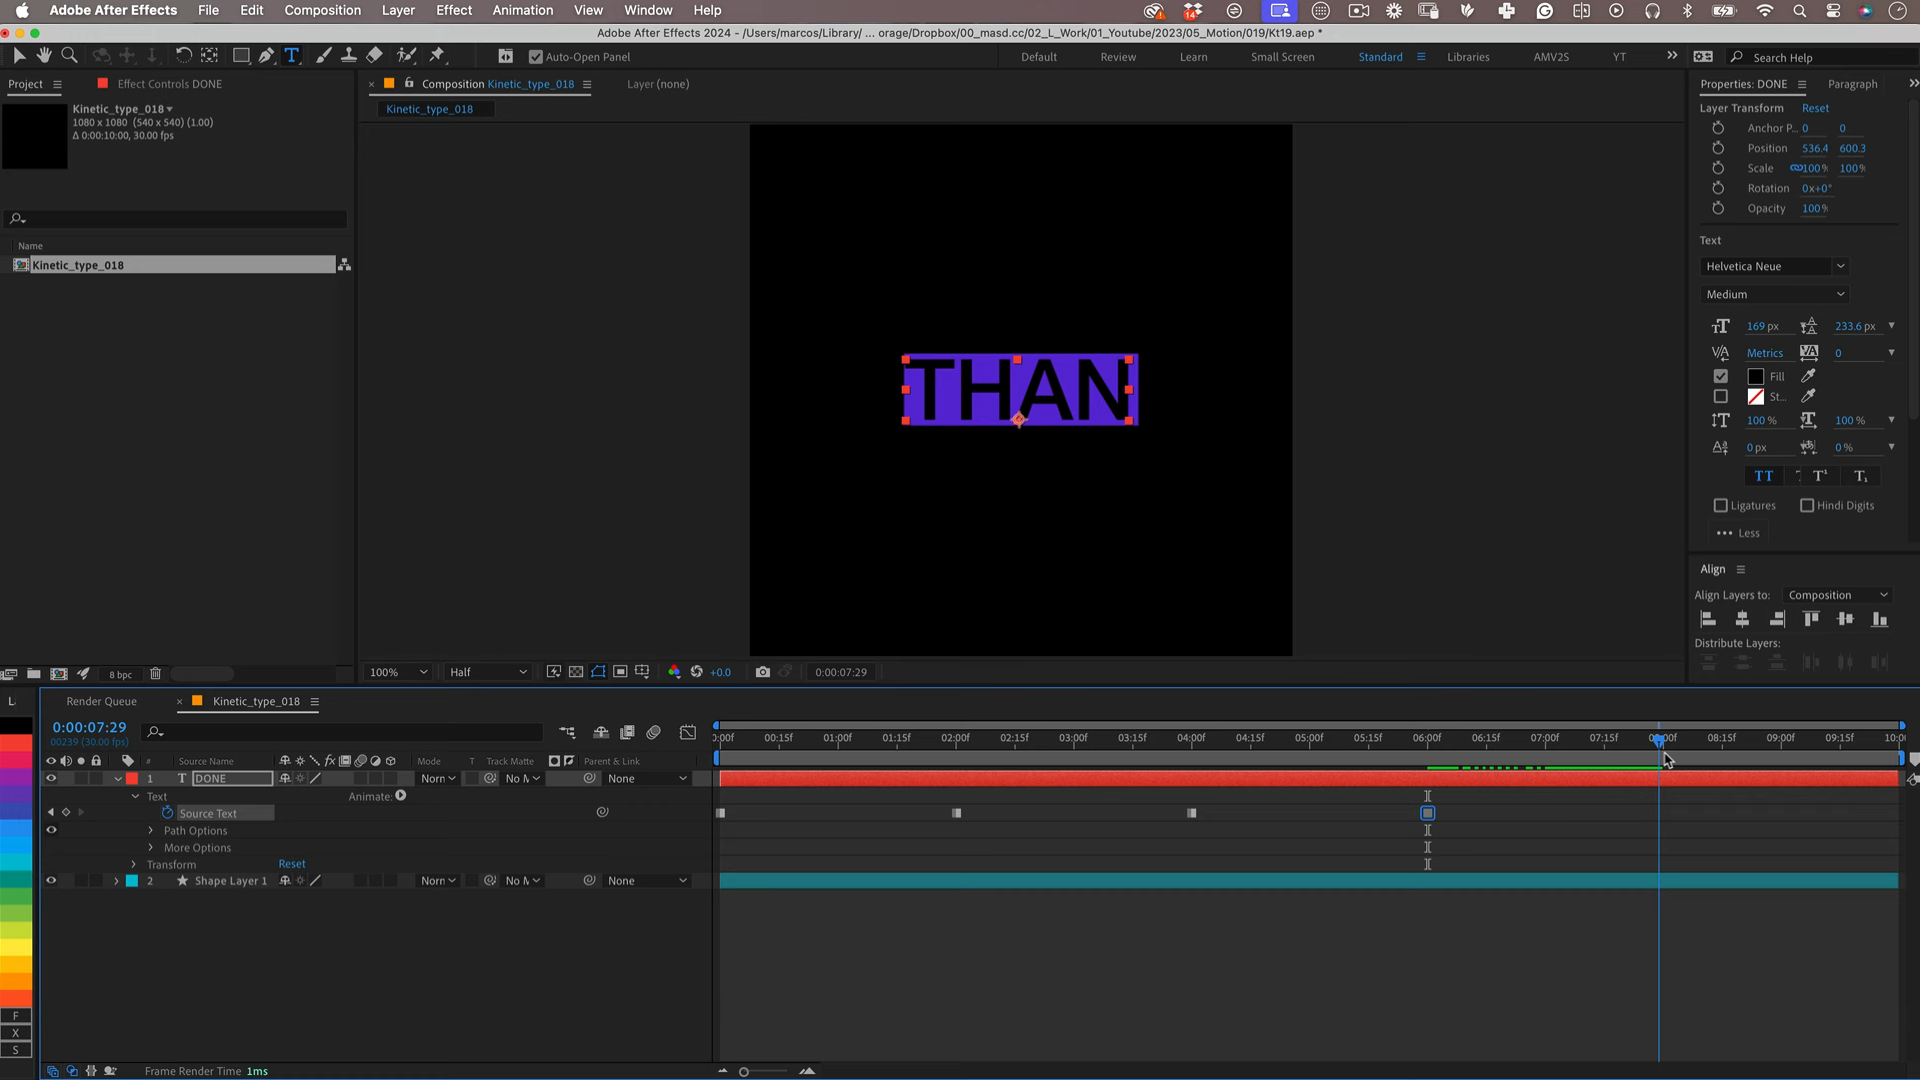 Adobe After Effects File Edit Composition Layer Effect Animation View Window Help
14
Adobe After Effects 2024 - /Users/marcos/Library/ ... orage/Dropbox/00_masd.cc/02_L_Work/01_Youtube/2023/05_Motion/019/Kt19.aep *
Auto-Open Panel Default Review Learn Small Screen Standard Libraries AMV2S YT Search Help
Project Effect Controls DONE Composition Kinetic_type_018 Layer (none) Properties: DONE Paragraph
Kinetic_type_018
1080 x 1080 (540 x 540) (1.00)
Δ 0:00:10:00, 30.00 fps
Kinetic_type_018
Layer Transform Reset
Anchor P... 0 0
Position 536.4 600.3
Scale 100% 100%
Rotation 0x+0°
Opacity 100%
Name
Kinetic_type_018
Text
Helvetica Neue
Medium
169 px 233.6 px
Metrics 0
Fill
St...
100 % 100 %
0 px 0 %
TT T¹ T₁
Ligatures Hindi Digits
Less
THAN
Align
Align Layers to: Composition
Distribute Layers:
8 bpc 100% Half +0.0 0:00:07:29
Render Queue Kinetic_type_018
0:00:07:29
00239 (30.00 fps)
:00f 00:15f 01:00f 01:15f 02:00f 02:15f 03:00f 03:15f 04:00f 04:15f 05:00f 05:15f 06:00f 06:15f 07:00f 07:15f 08:00f 08:15f 09:00f 09:15f 10:0
# Source Name Mode T Track Matte Parent & Link
1 T DONE Norn No M None
Text Animate:
Source Text
Path Options
More Options
Transform Reset
2 Shape Layer 1 Norn No M None
F
X
S
Frame Render Time 1ms